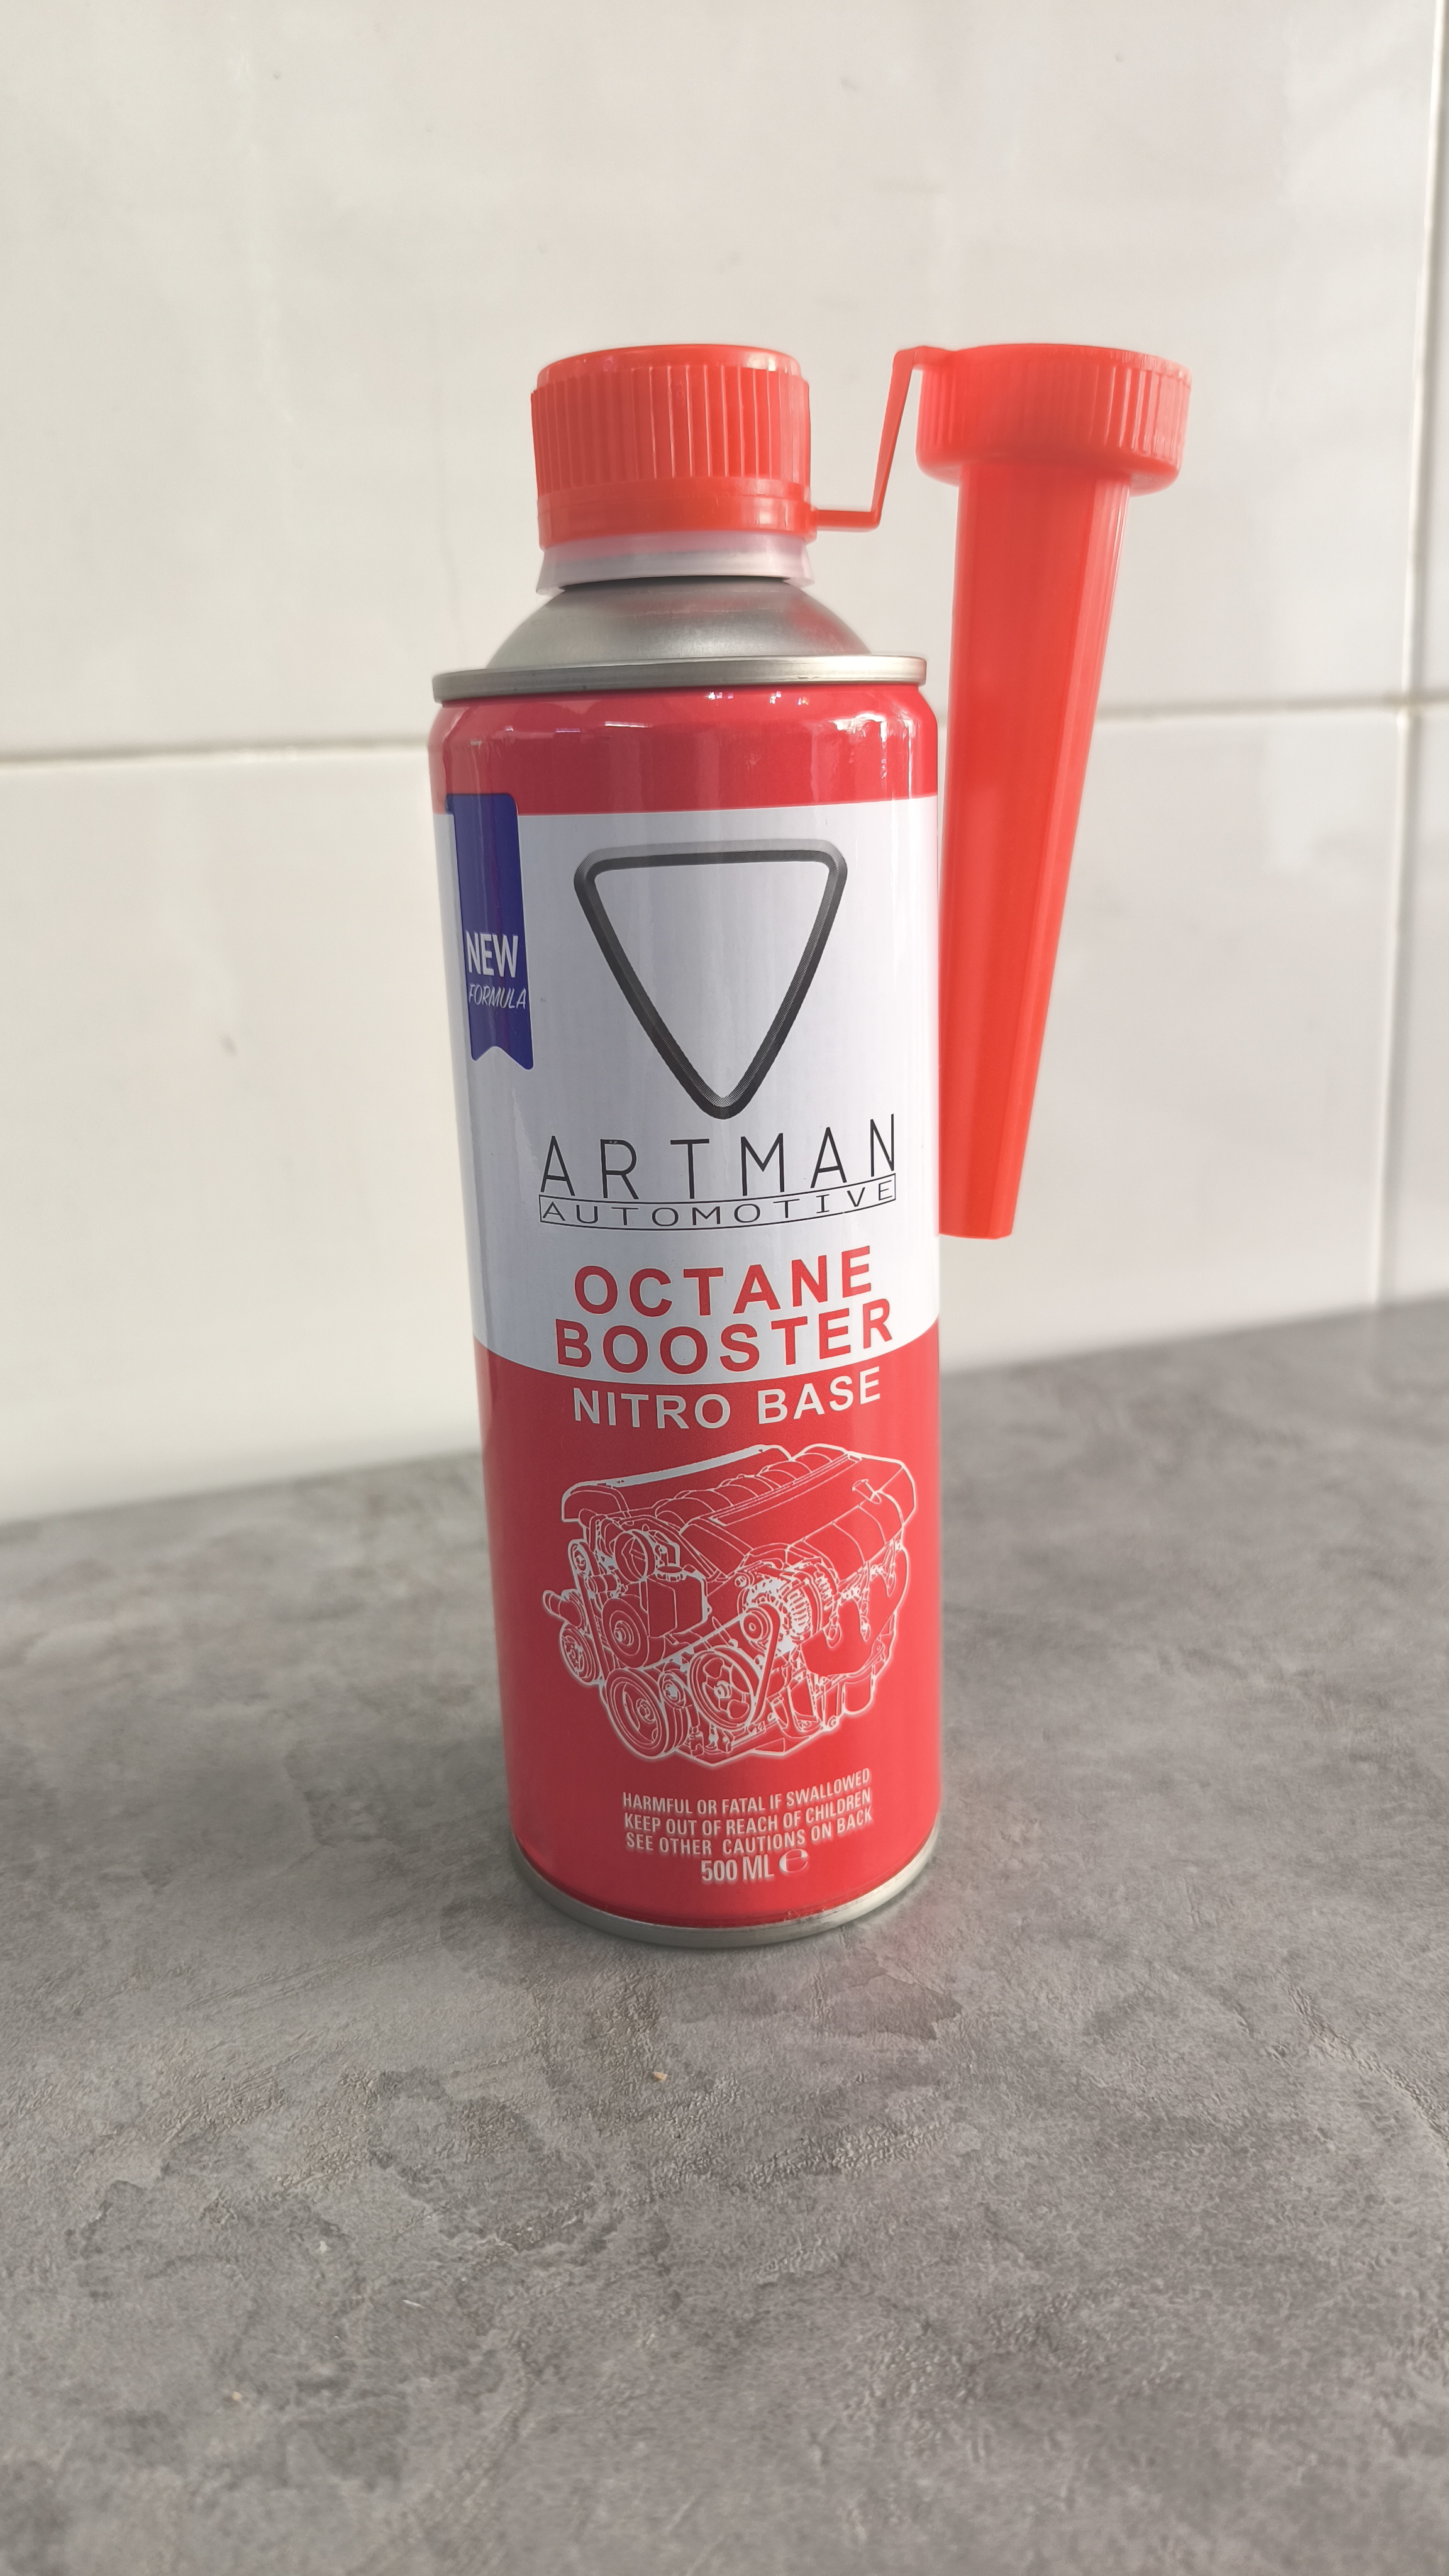 NEW
FORMULA
ARTMAN
AUTOMOTIVE
OCTANE
BOOSTER
NITRO BASE
HARMFUL OR FATAL IF SWALLOWED
KEEP OUT OF REACH OF CHILDREN
SEE OTHER CAUTIONS ON BACK
500 ML ℮